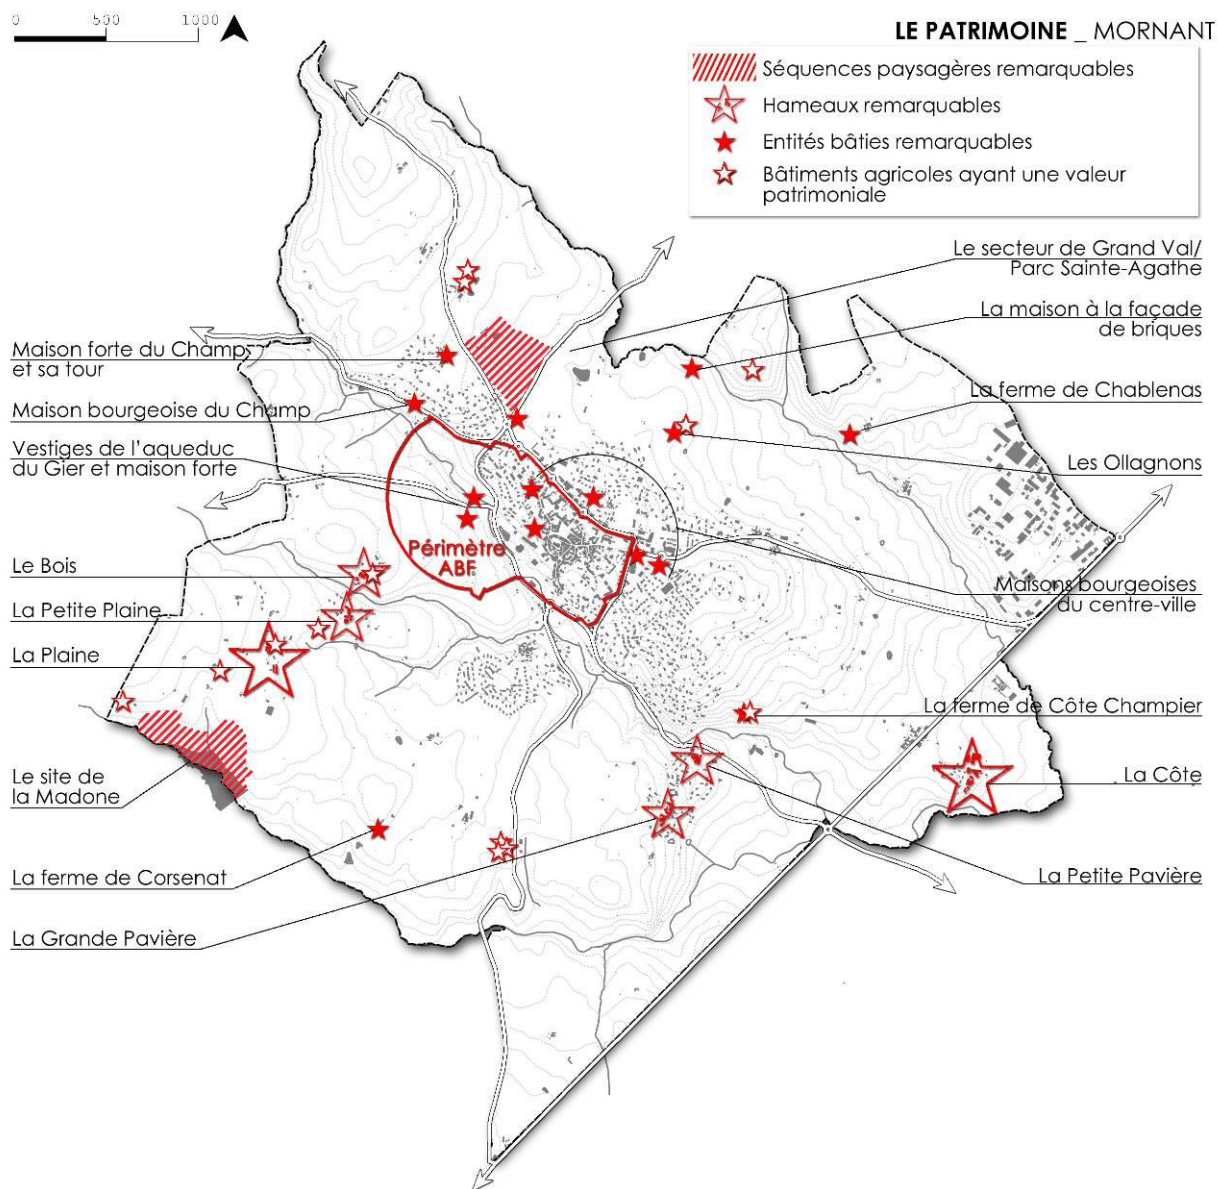 0 500 1000
LE PATRIMOINE _ MORNANT
Séquences paysagères remarquables
Hameaux remarquables
Entités bâties remarquables
Bâtiments agricoles ayant une valeur
patrimoniale
Le secteur de Grand Val/
Parc Sainte-Agathe
La maison à la façade
de briques
La ferme de Chablenas
Les Ollagnons
Maisons bourgeoises
du centre-ville
La ferme de Côte Champier
La Côte
La Petite Pavière
Maison forte du Champ
et sa tour
Maison bourgeoise du Champ
Vestiges de l'aqueduc
du Gier et maison forte
Périmètre
ABF
Le Bois
La Petite Plaine
La Plaine
Le site de
la Madone
La ferme de Corsenat
La Grande Pavière